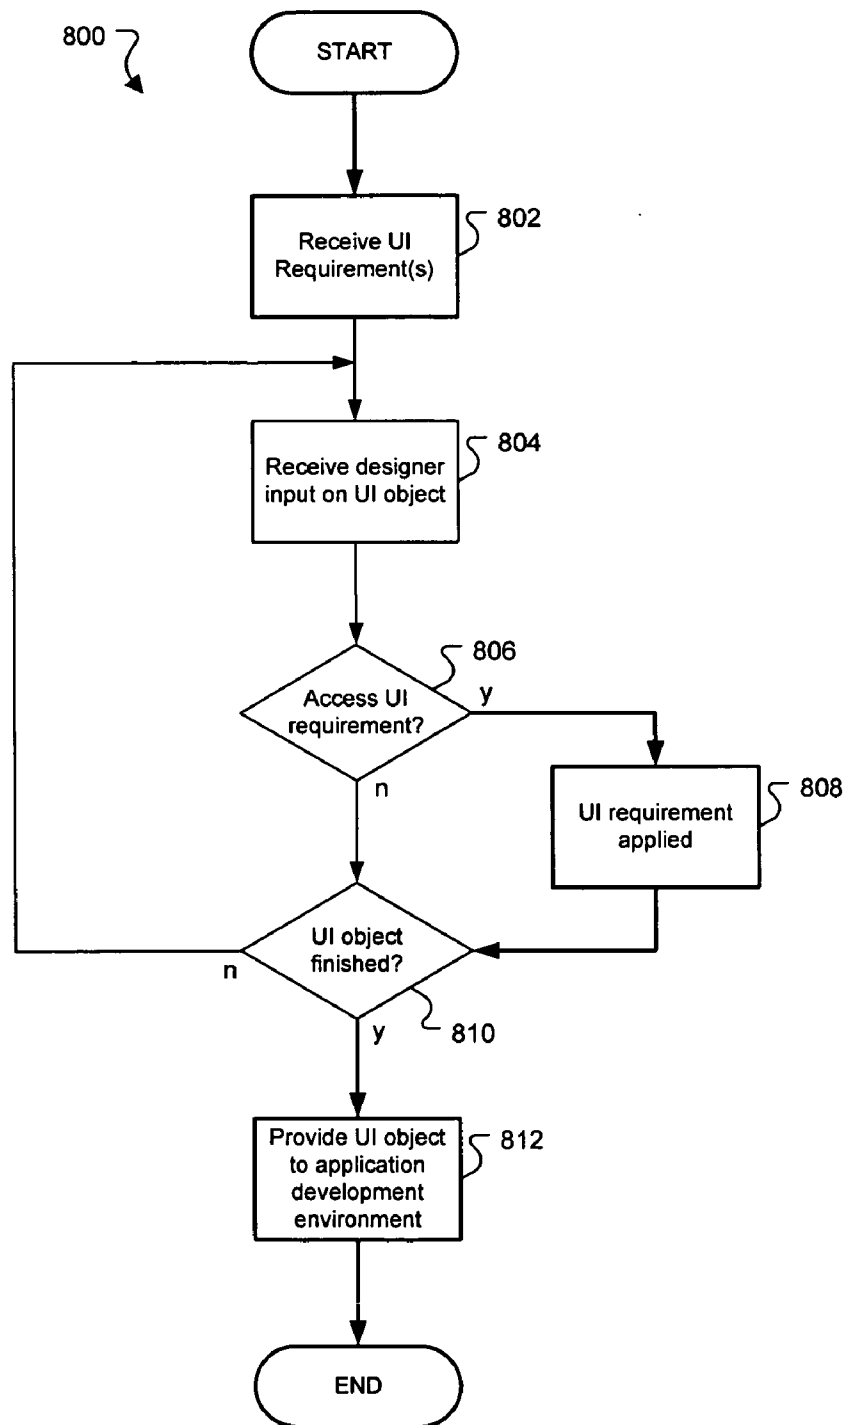 800
START
802
Receive UI
Requirement(s)
804
Receive designer
input on UI object
806
Access UI
requirement?
y
n
808
UI requirement
applied
UI object
finished?
n
y
810
812
Provide UI object
to application
development
environment
END